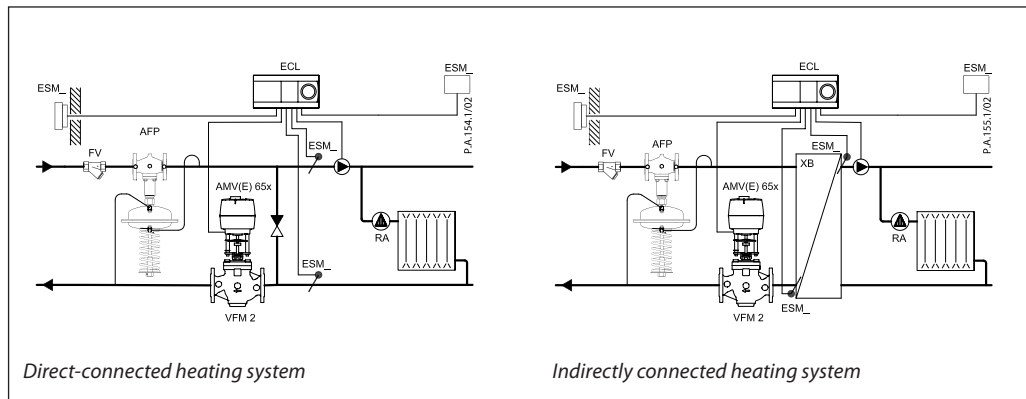 ECL
ESM_
ESM_
P.A.154.1/02
AFP
FV
ESM_
AMV(E) 65x
RA
ESM_
VFM 2
Direct-connected heating system
ECL
ESM_
ESM_
P.A.155.1/02
AFP
FV
ESM_
XB
AMV(E) 65x
RA
ESM_
VFM 2
Indirectly connected heating system